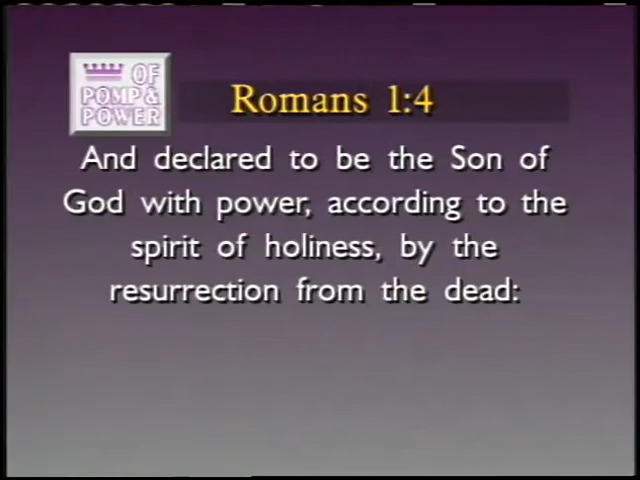 OF
POMP &
POWER
Romans 1:4
And declared to be the Son of
God with power, according to the
spirit of holiness, by the
resurrection from the dead: